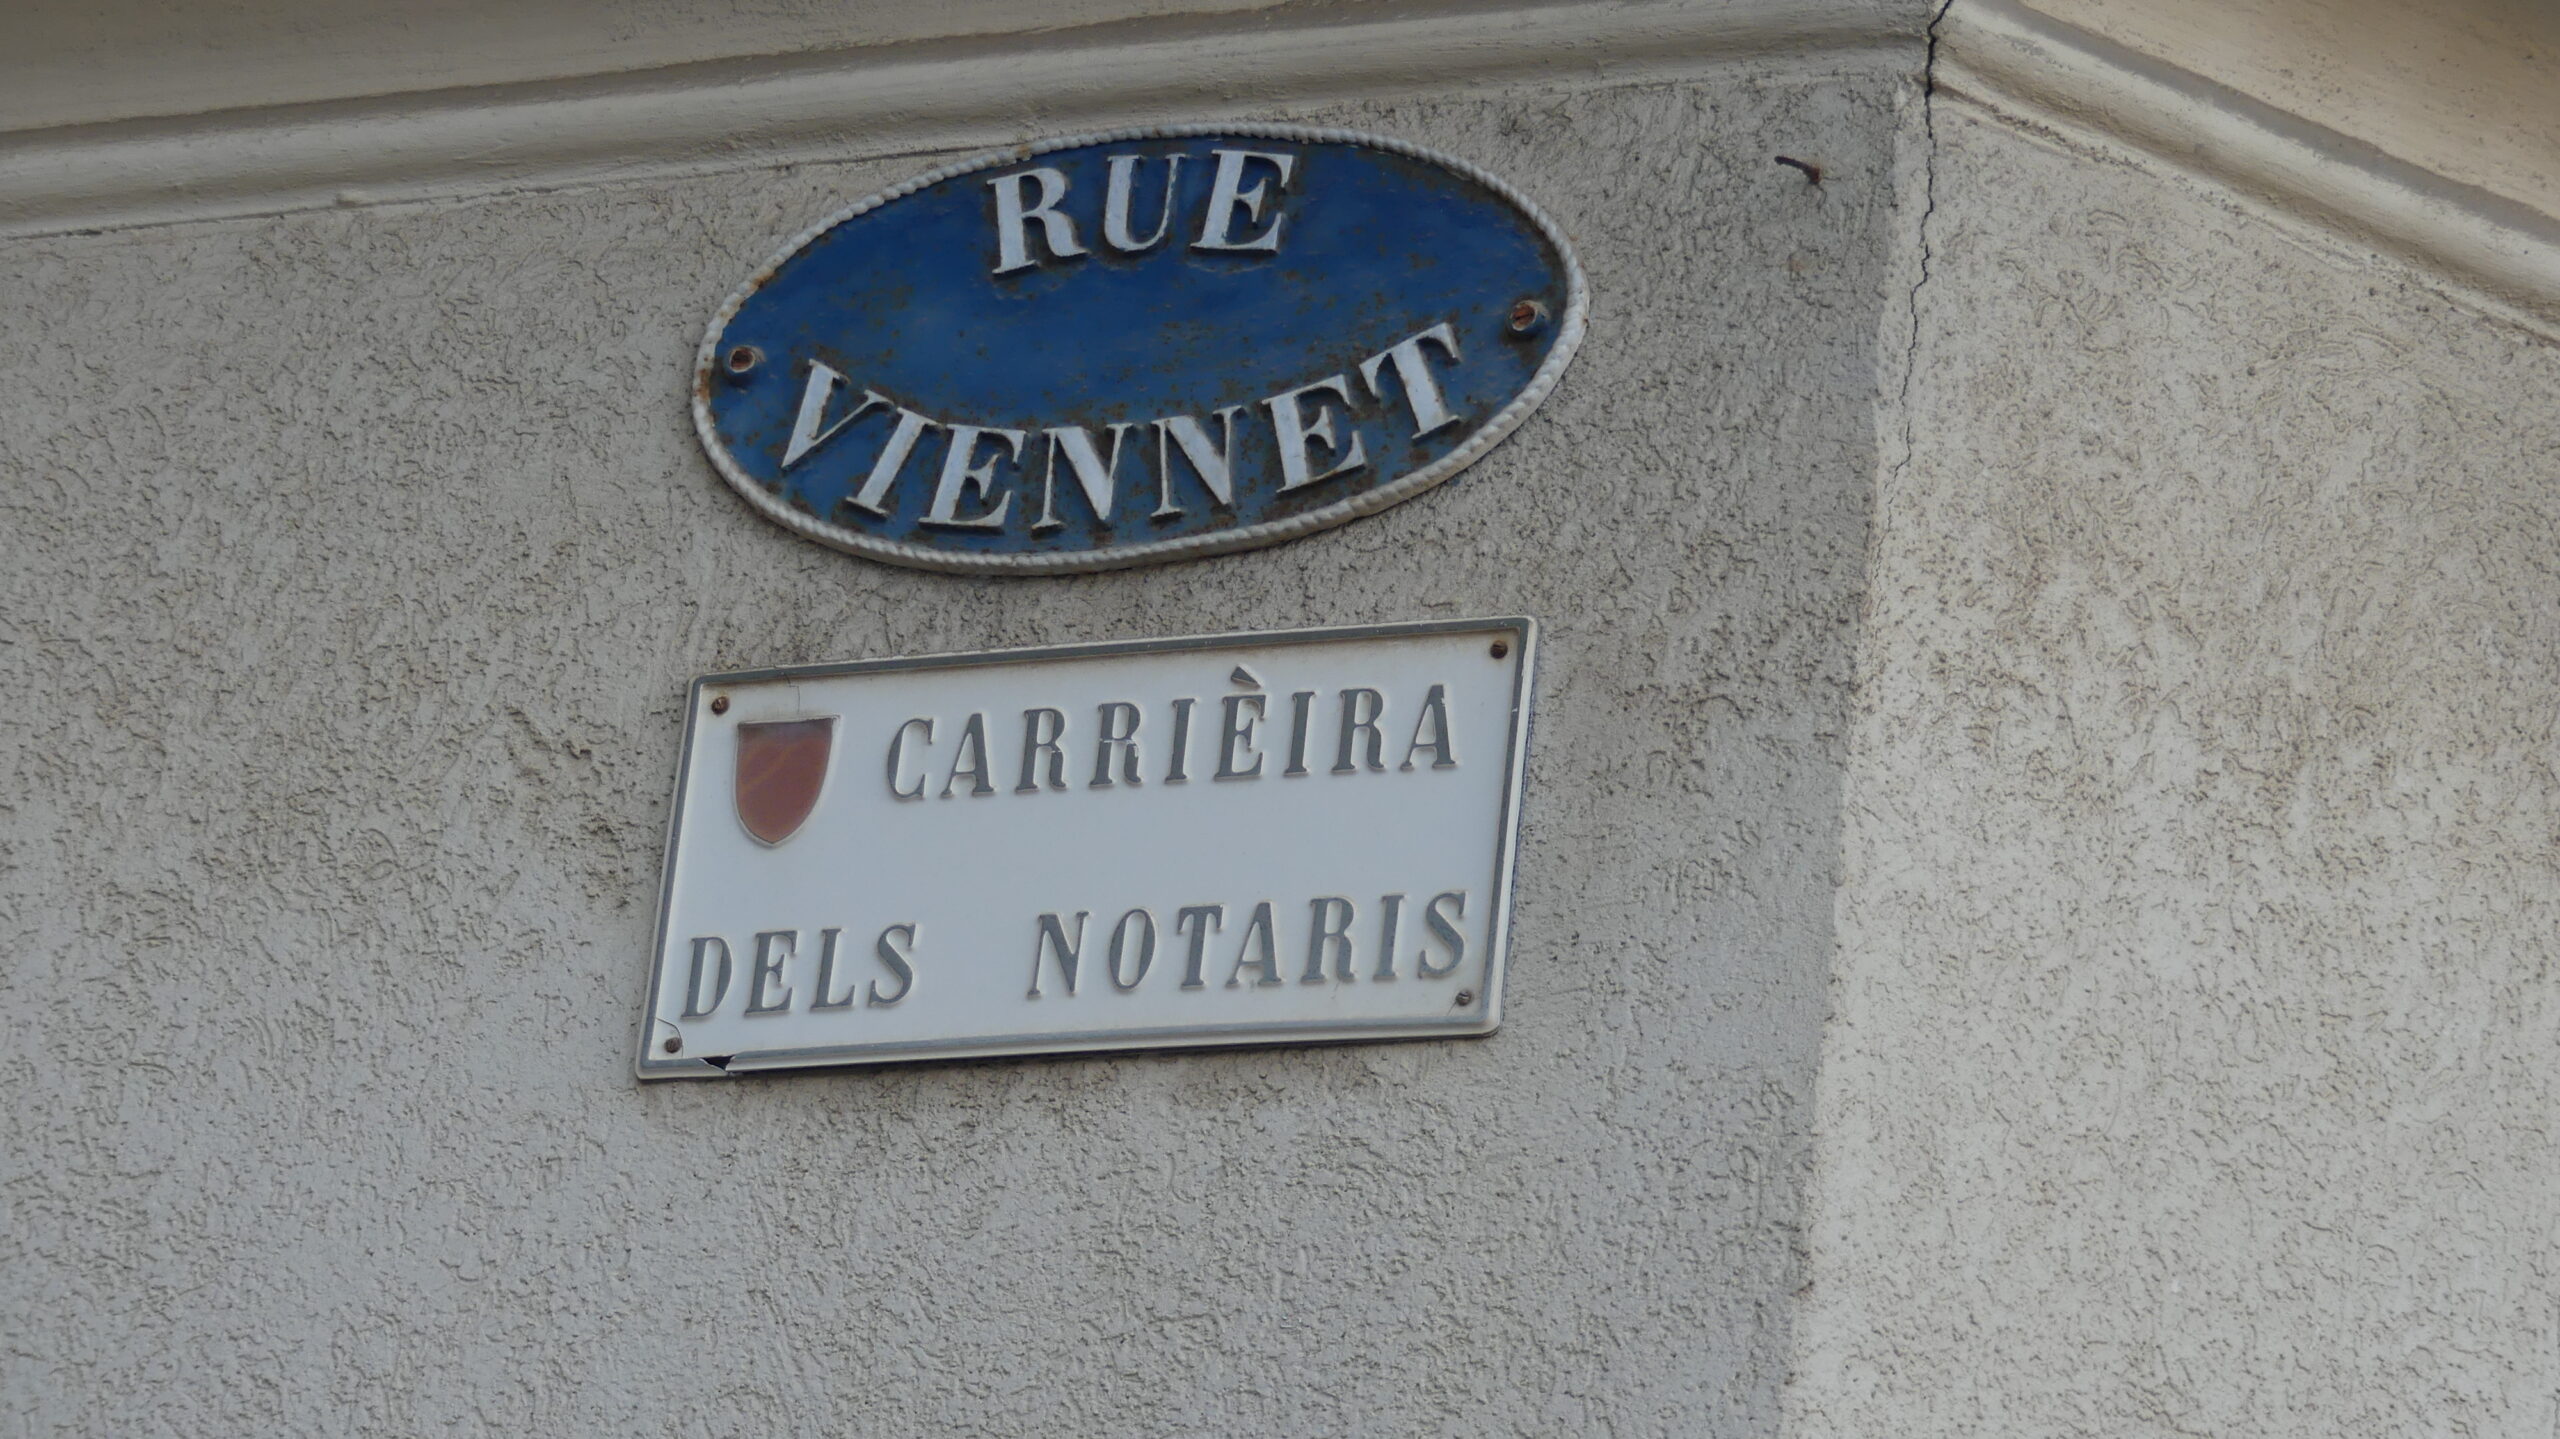 RUE
VIENNET
CARRIÈIRA
DELS NOTARIS